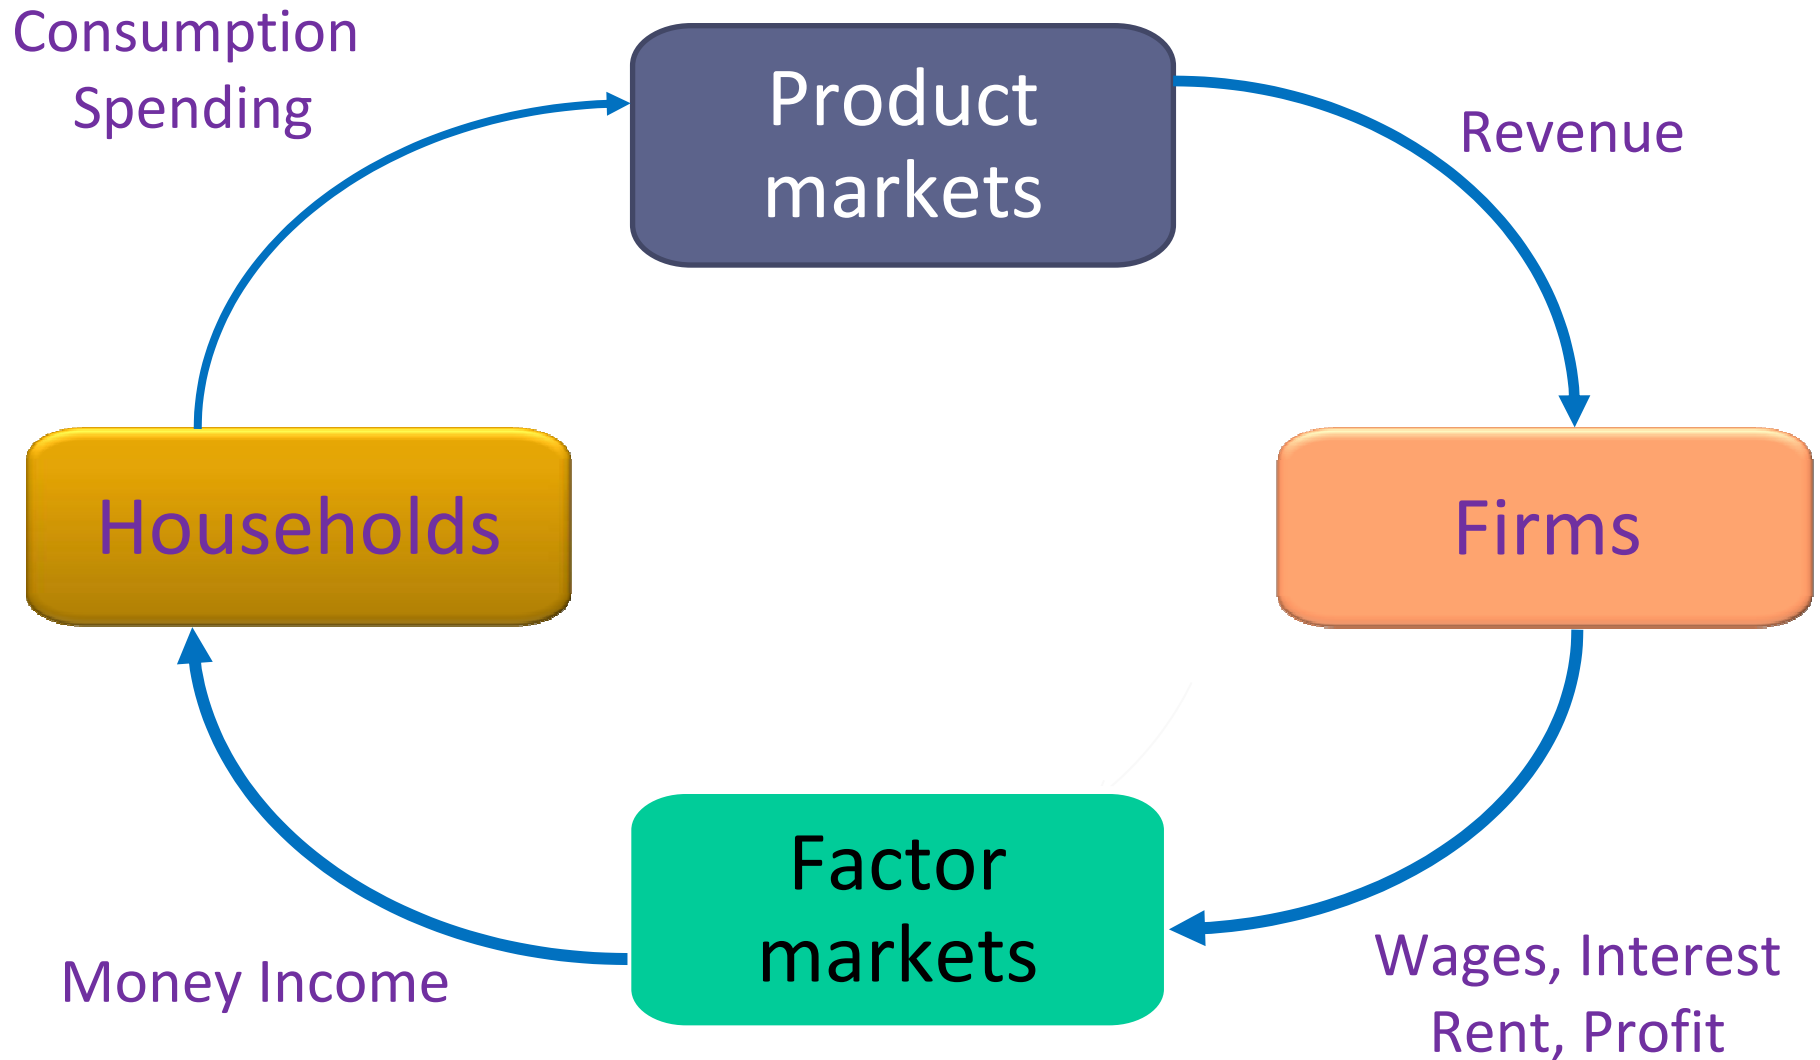 Consumption
Spending
Product
markets
Revenue
Households
Firms
Factor
markets
Money Income
Wages, Interest
Rent, Profit